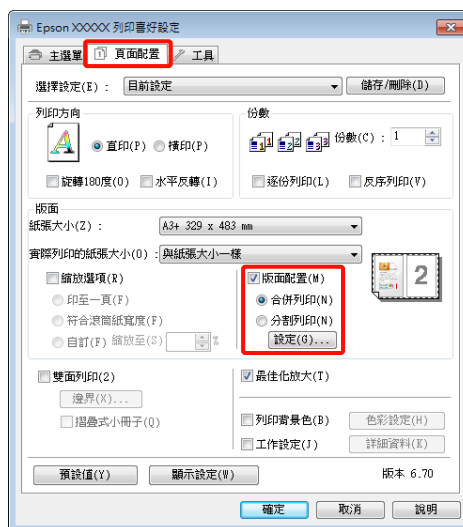 Epson XXXXX 列印喜好設定
主選單 頁面配置 工具
選擇設定(E)： 目前設定 儲存/刪除(D)
列印方向 份數
直印(P) 橫印(P) 份數(C)： 1
旋轉180度(O) 水平反轉(I) 逐份列印(L) 反序列印(V)
版面
紙張大小(Z)： A3+ 329 x 483 mm
實際列印的紙張大小(O)：與紙張大小一樣
縮放選項(R) 版面配置(M) 2
印至一頁(F) 合併列印(N)
符合滾筒紙寬度(F) 分割列印(N)
自訂(F) 縮放至(S) % 設定(G)...
雙面列印(2) 最佳化放大(T)
邊界(X)...
摺疊式小冊子(Q) 列印背景色(B) 色彩設定(H)
工作設定(J) 詳細資料(K)
預設值(Y) 顯示設定(W) 版本 6.70
確定 取消 說明